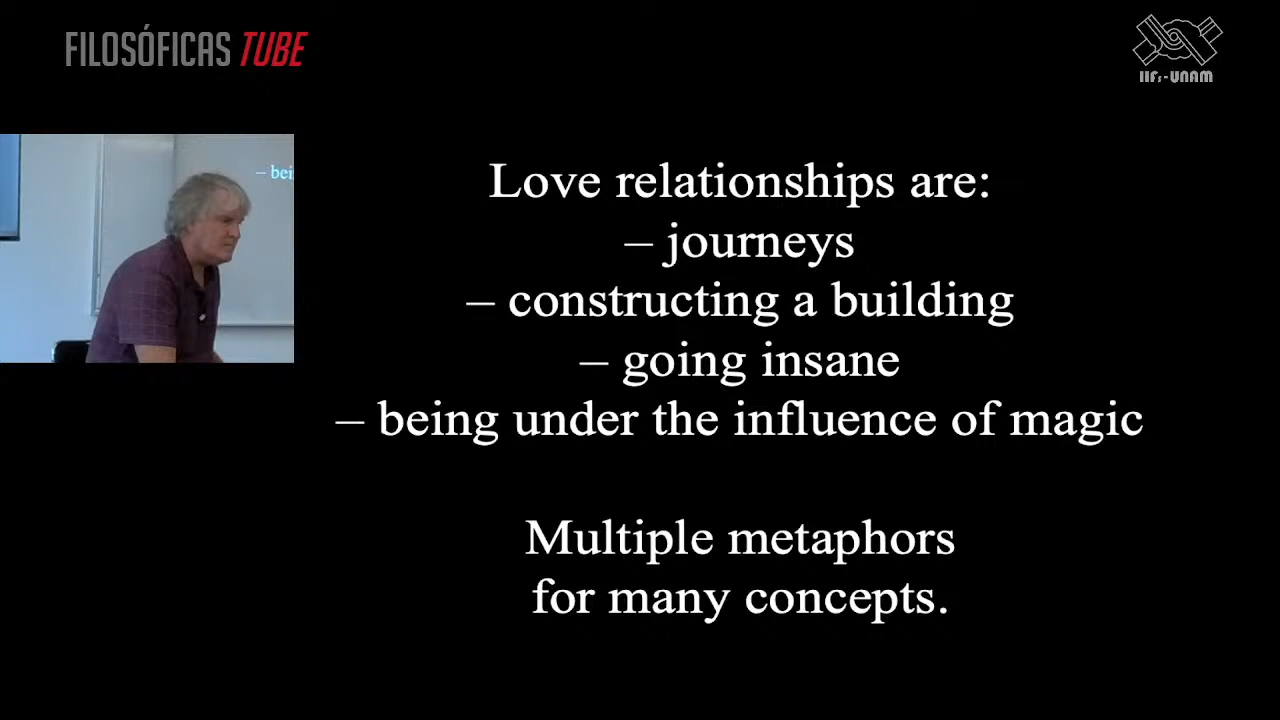 FILOSÓFICAS TUBE
IIFs-UNAM
– bei
Love relationships are:
– journeys
– constructing a building
– going insane
– being under the influence of magic
Multiple metaphors
for many concepts.